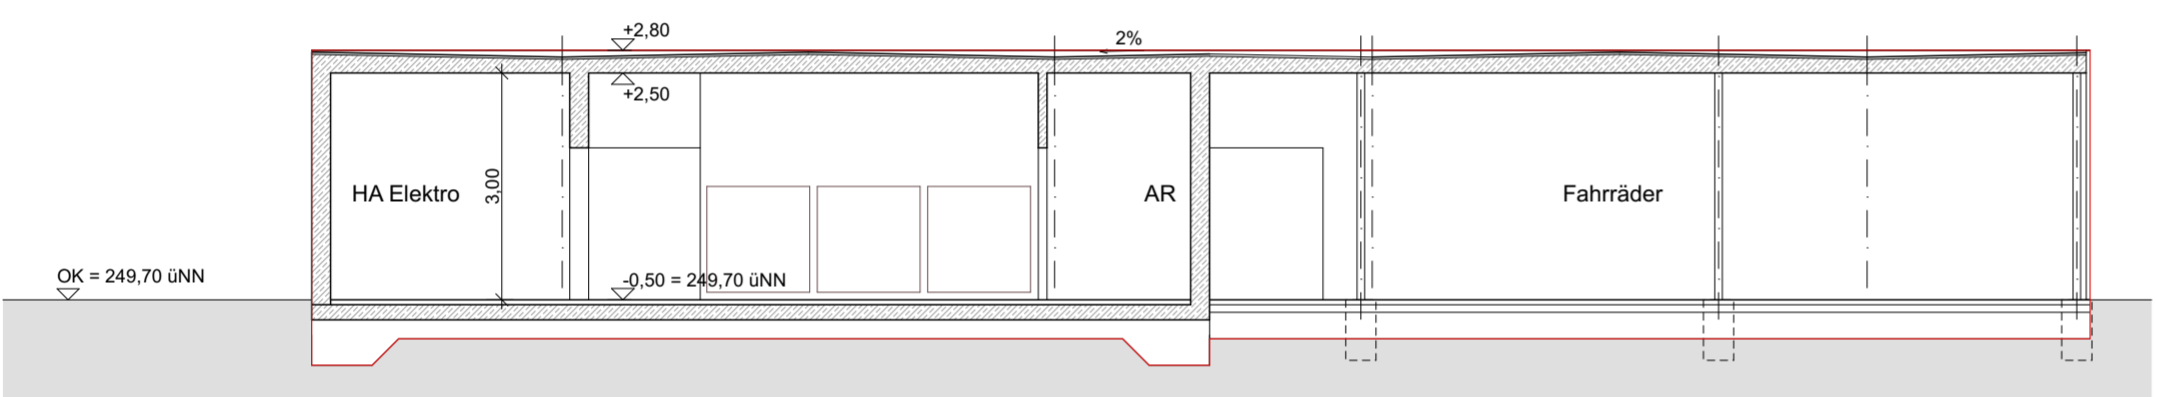 +2,80
2%
+2,50
HA Elektro
3,00
AR
Fahrräder
OK = 249,70 üNN
-0,50 = 249,70 üNN